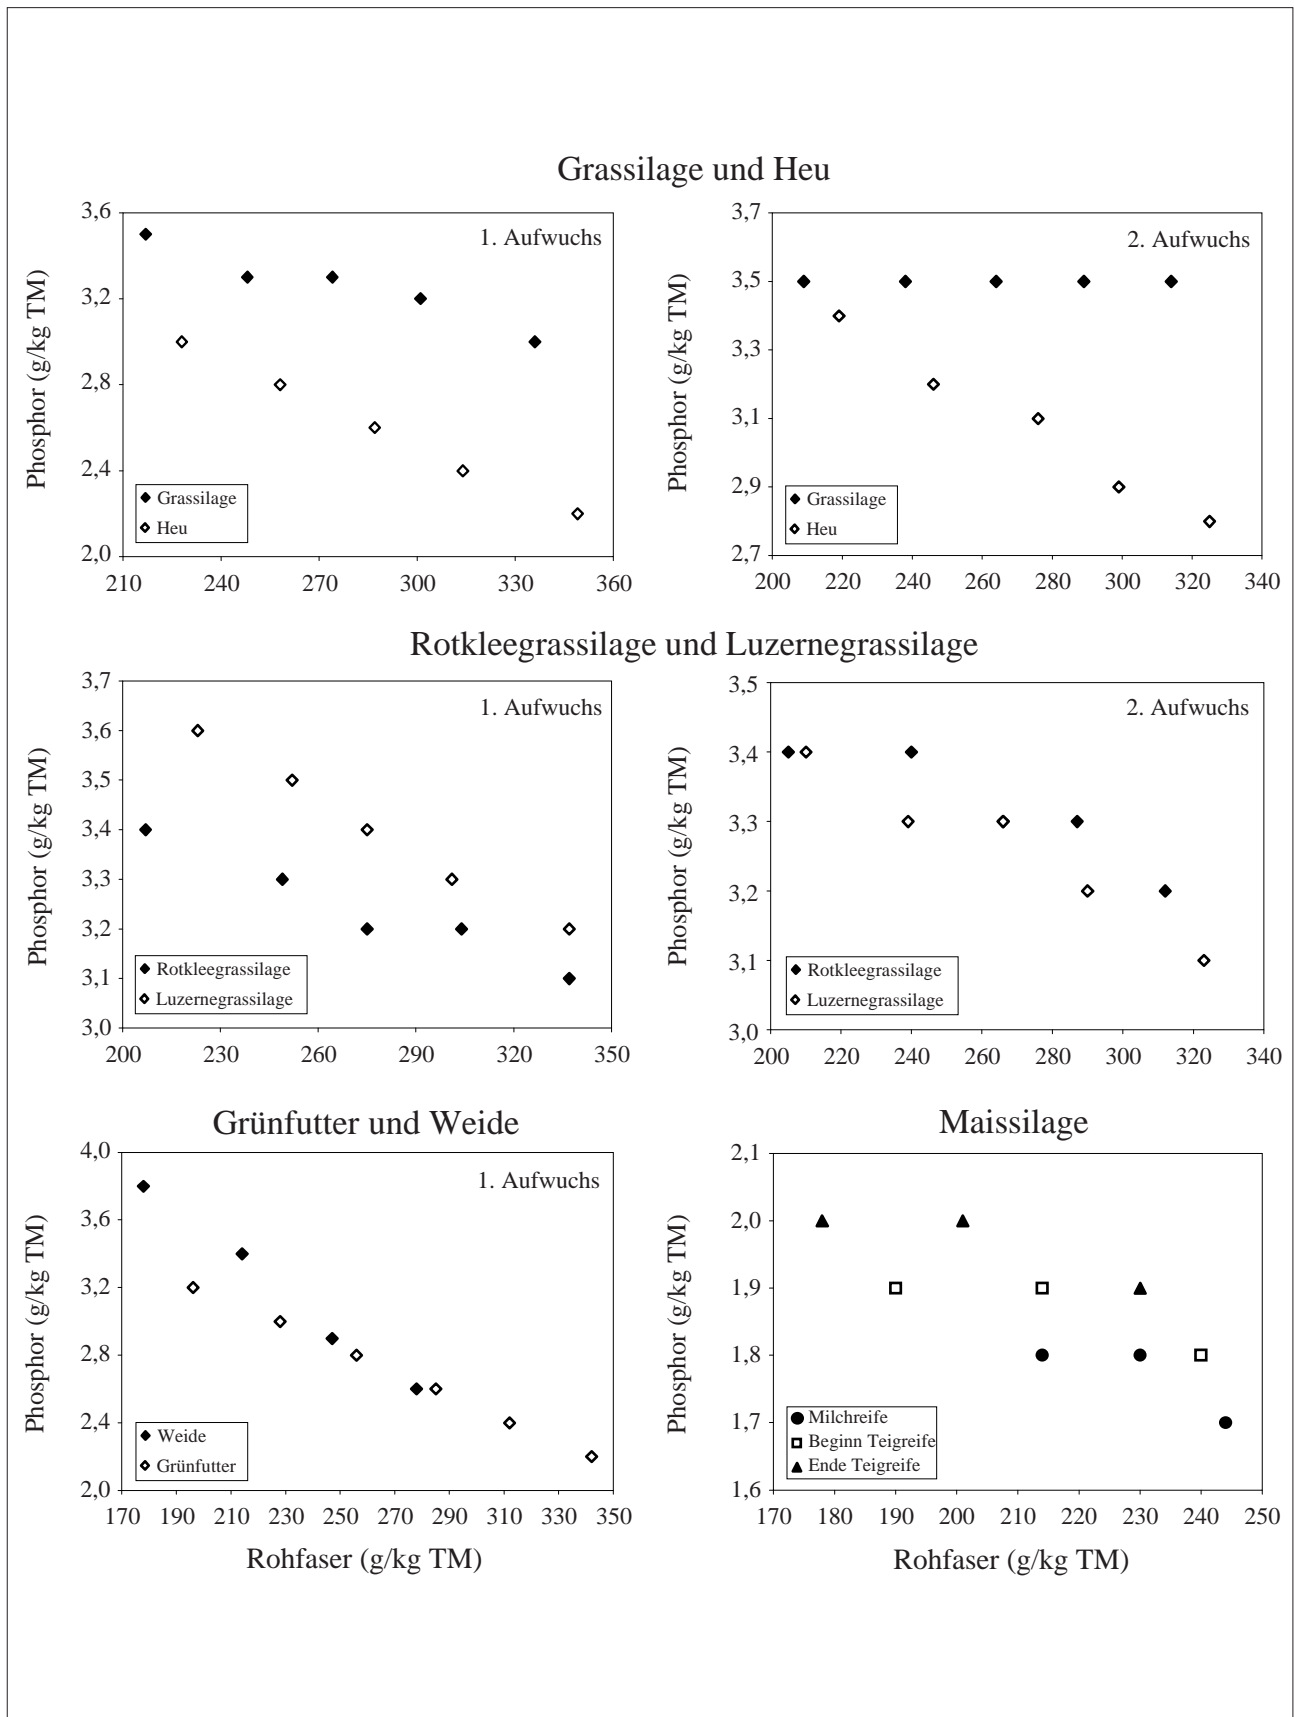 Grassilage und Heu
Phosphor (g/kg TM)
3,6
3,2
2,8
2,4
2,0
1. Aufwuchs
Grassilage
Heu
210 240 270 300 330 360
Phosphor (g/kg TM)
3,7
3,5
3,3
3,1
2,9
2,7
2. Aufwuchs
Grassilage
Heu
200 220 240 260 280 300 320 340
Rotkleegrassilage und Luzernegrassilage
Phosphor (g/kg TM)
3,7
3,6
3,5
3,4
3,3
3,2
3,1
3,0
1. Aufwuchs
Rotkleegrassilage
Luzernegrassilage
200 230 260 290 320 350
Phosphor (g/kg TM)
3,5
3,4
3,3
3,2
3,1
3,0
2. Aufwuchs
Rotkleegrassilage
Luzernegrassilage
200 220 240 260 280 300 320 340
Grünfutter und Weide
Phosphor (g/kg TM)
4,0
3,6
3,2
2,8
2,4
2,0
1. Aufwuchs
Weide
Grünfutter
170 190 210 230 250 270 290 310 330 350
Rohfaser (g/kg TM)
Maissilage
Phosphor (g/kg TM)
2,1
2,0
1,9
1,8
1,7
1,6
Milchreife
Beginn Teigreife
Ende Teigreife
170 180 190 200 210 220 230 240 250
Rohfaser (g/kg TM)